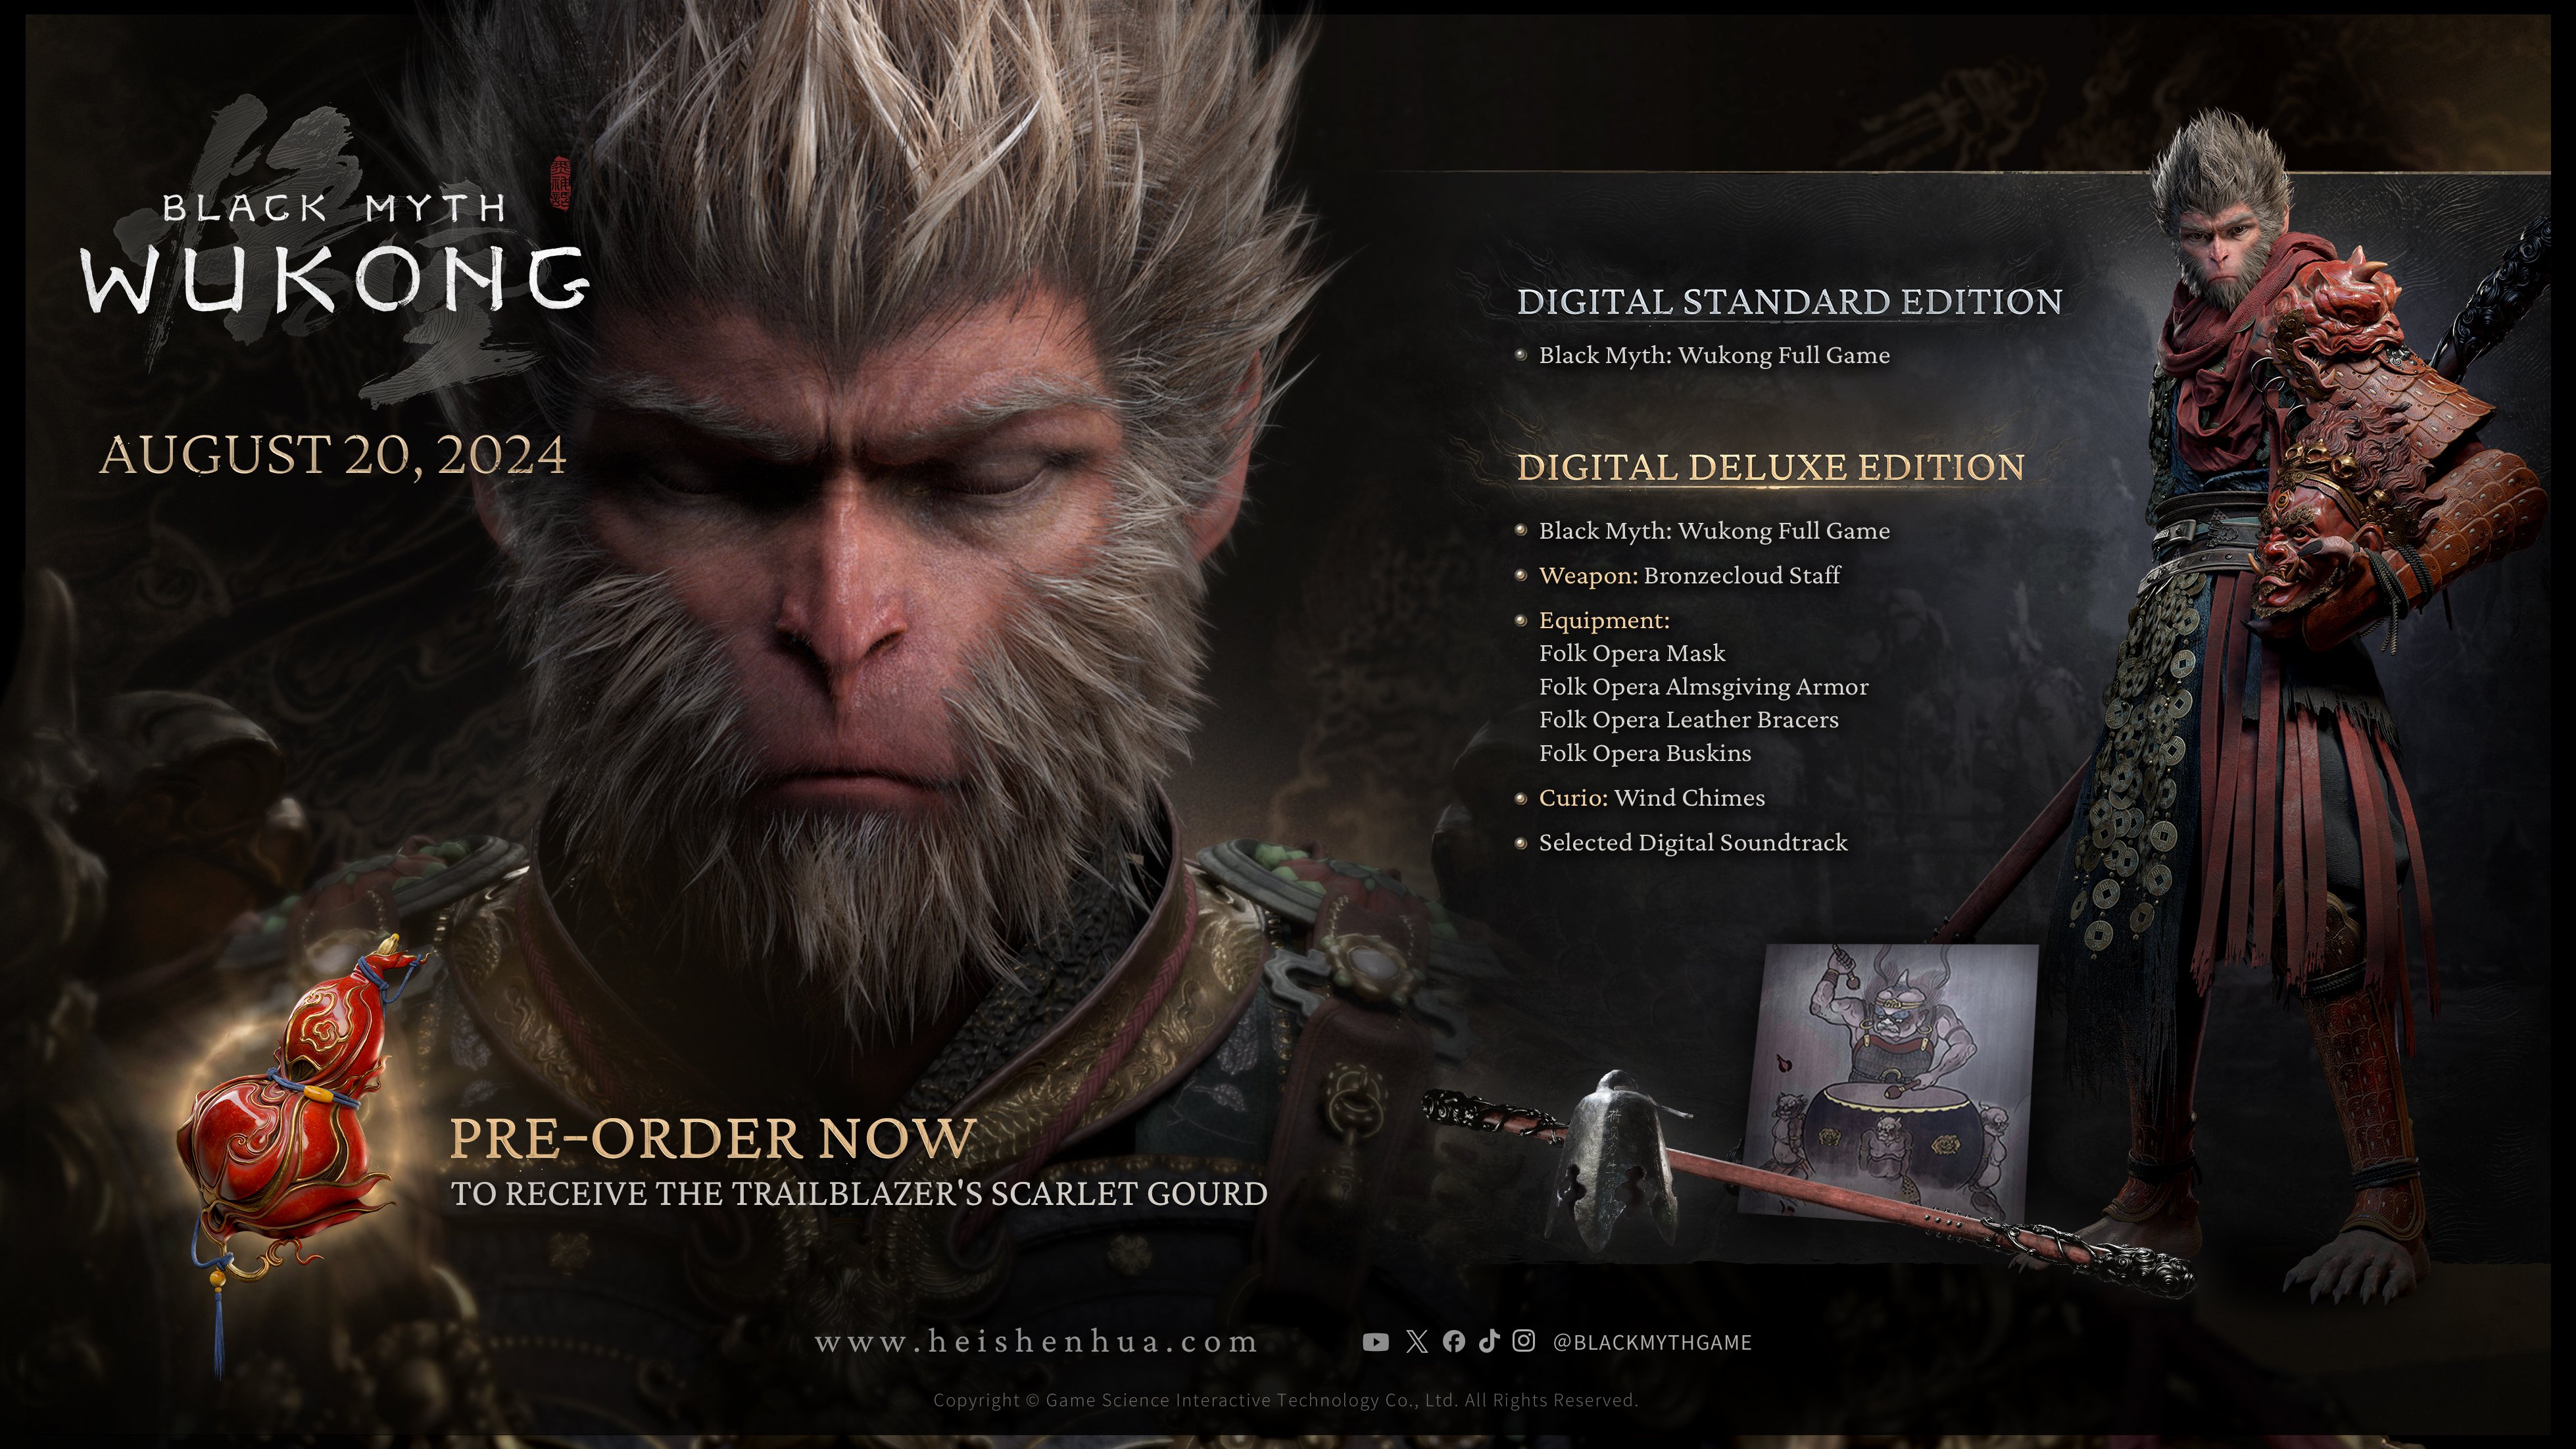 悟空
BLACK MYTH
WUKONG
AUGUST 20, 2024
DIGITAL STANDARD EDITION
Black Myth: Wukong Full Game
DIGITAL DELUXE EDITION
Black Myth: Wukong Full Game
Weapon: Bronzecloud Staff
Equipment:
Folk Opera Mask
Folk Opera Almsgiving Armor
Folk Opera Leather Bracers
Folk Opera Buskins
Curio: Wind Chimes
Selected Digital Soundtrack
PRE-ORDER NOW
TO RECEIVE THE TRAILBLAZER'S SCARLET GOURD
www.heishenhua.com
@BLACKMYTHGAME
Copyright © Game Science Interactive Technology Co., Ltd. All Rights Reserved.